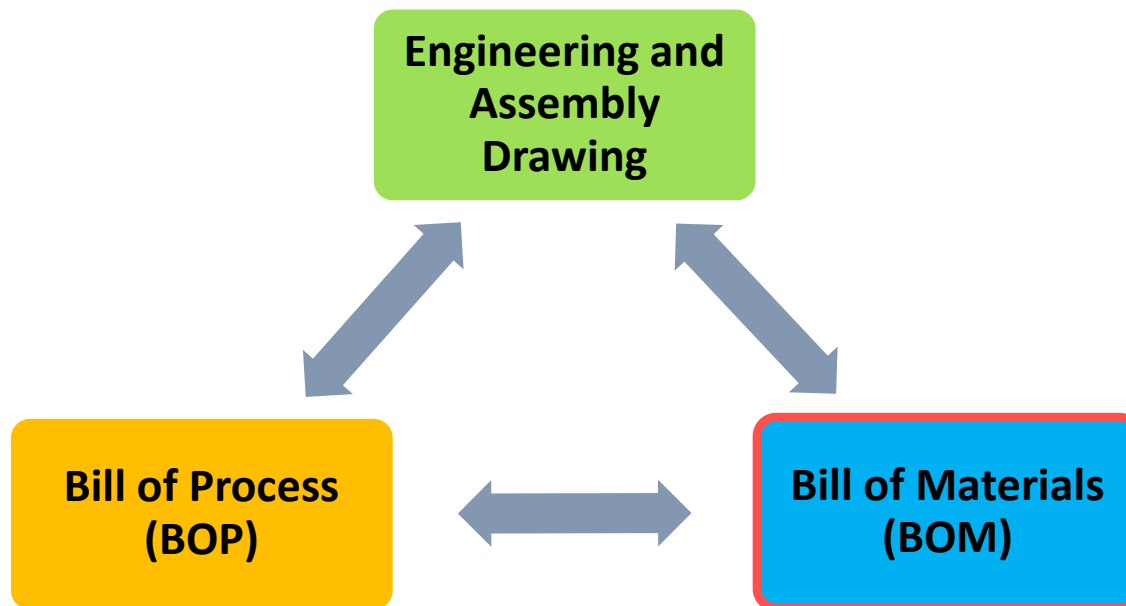 Engineering and
Assembly
Drawing
Bill of Process
(BOP)
Bill of Materials
(BOM)